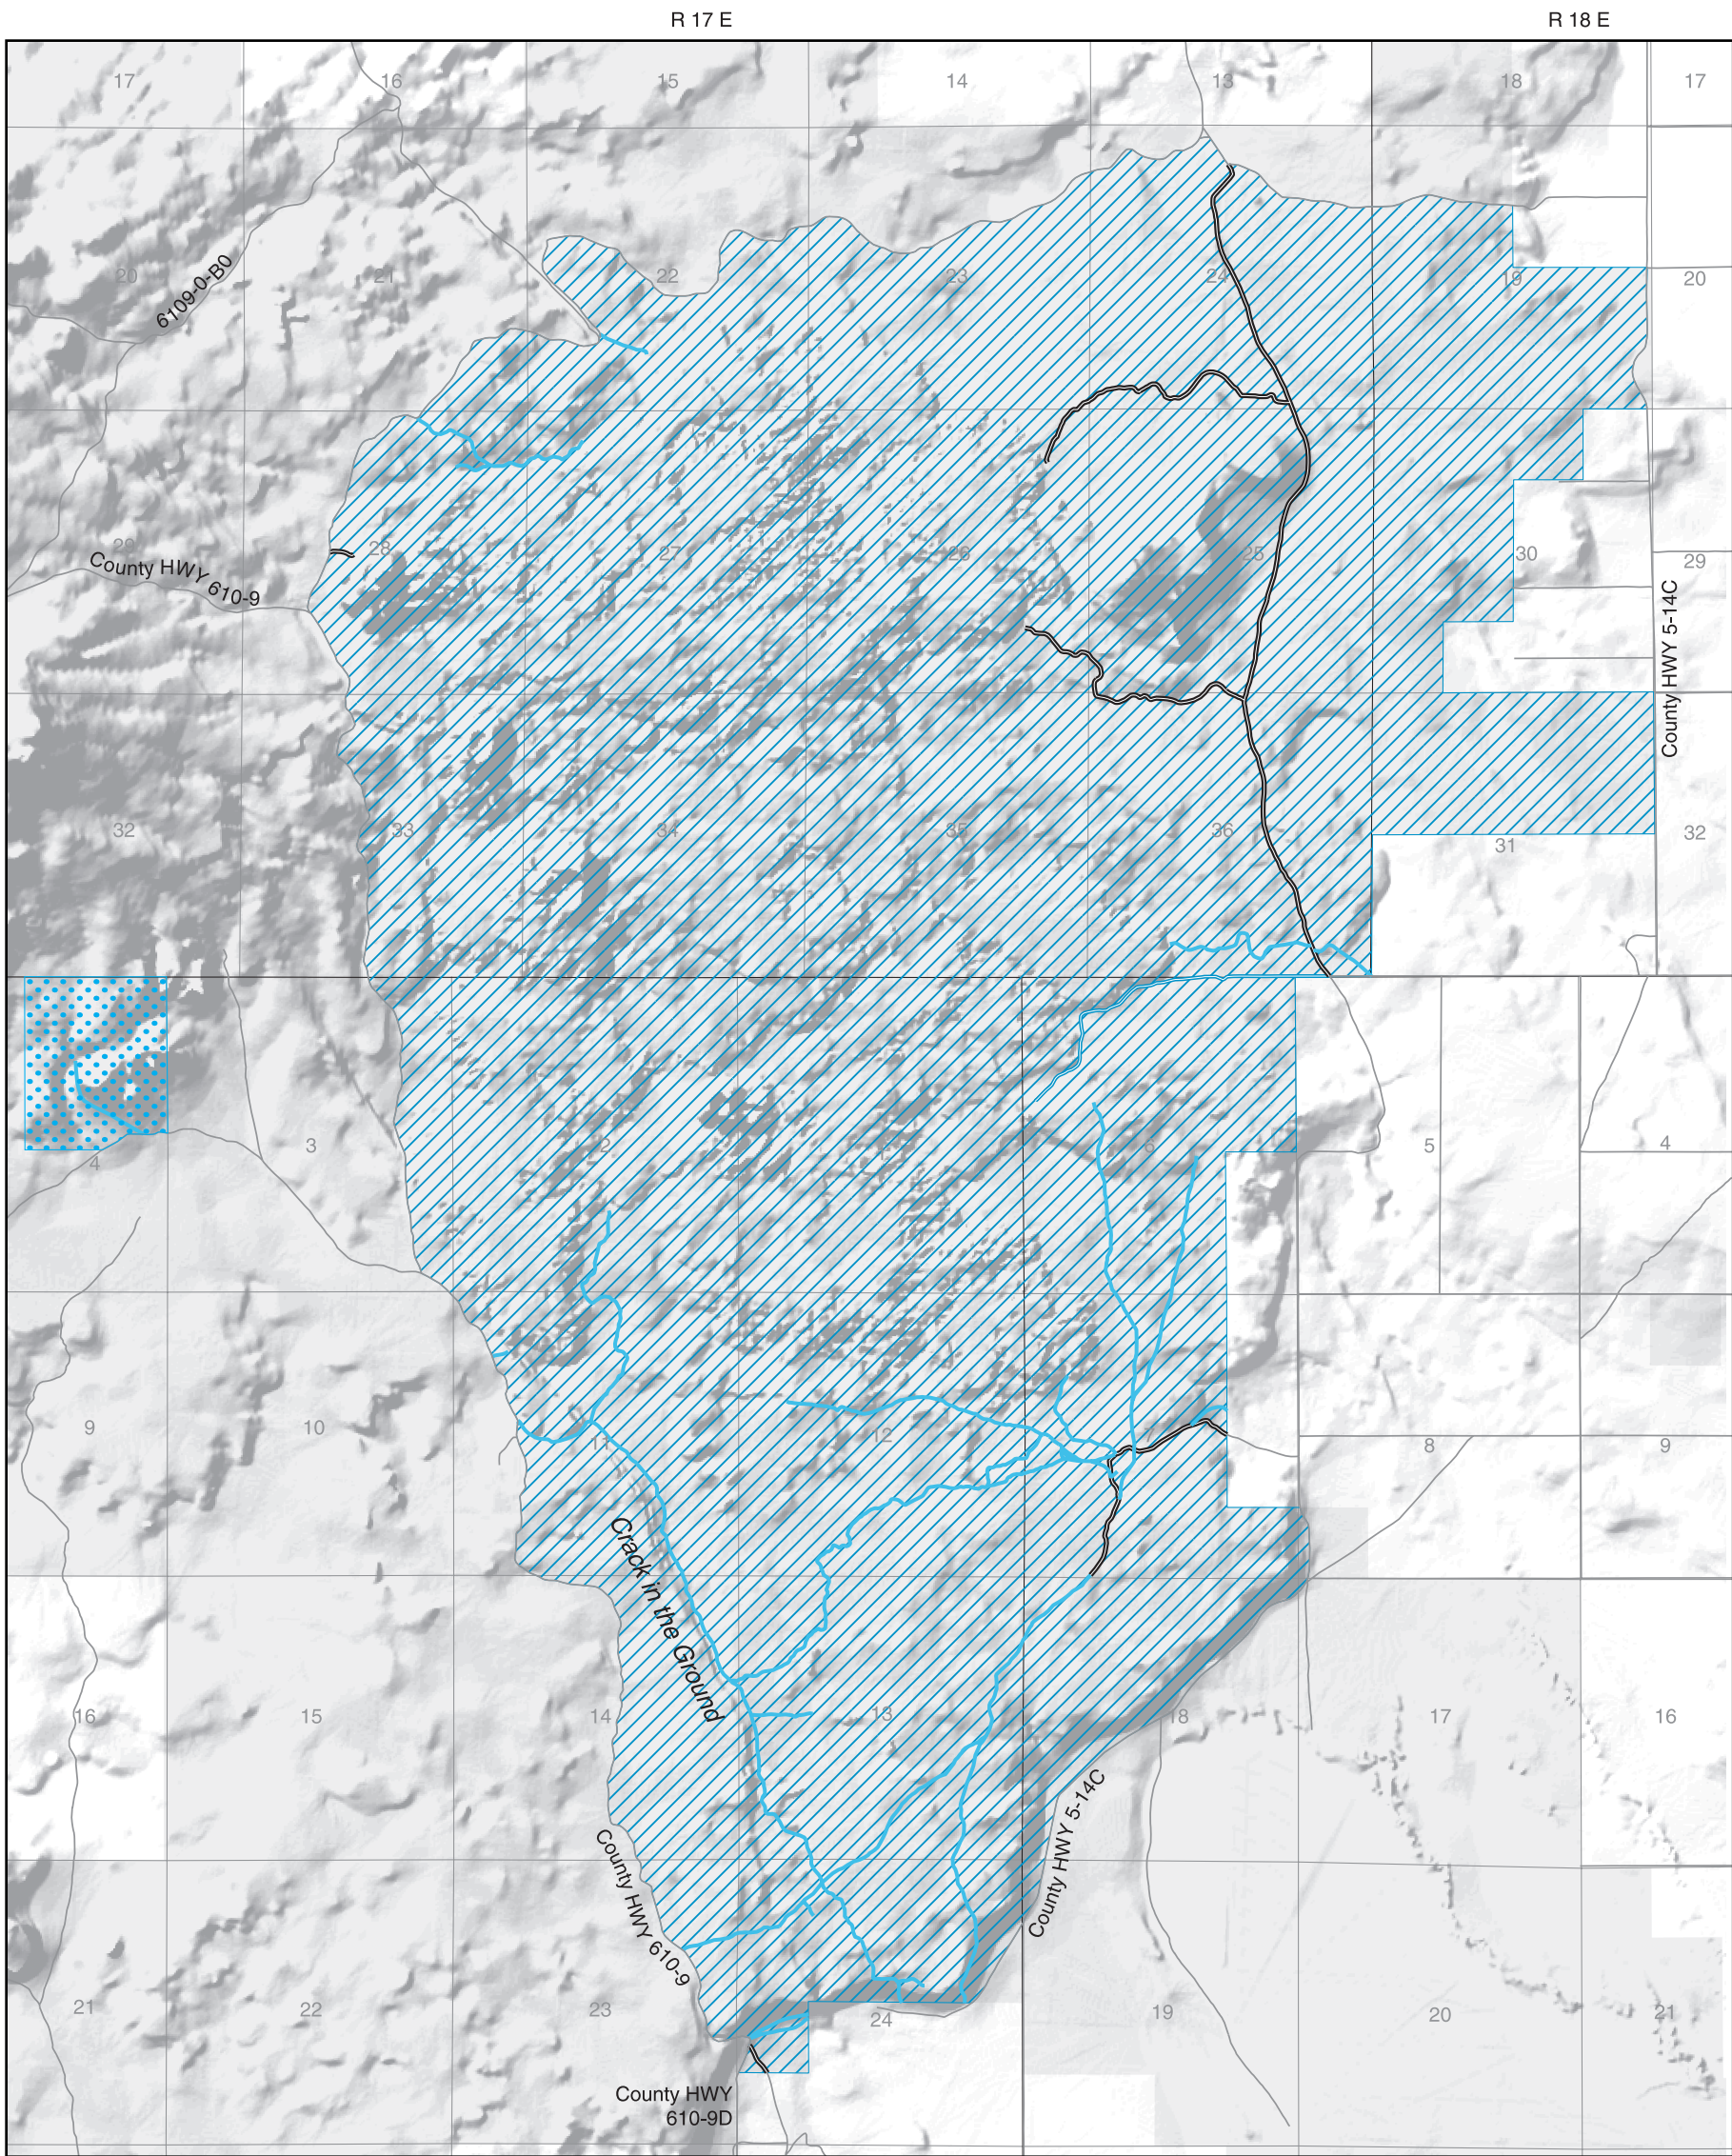 R 17 E R 18 E
17 16 15 14 13 18 17
20 21 22 23 24 19 20
6109-0-B0
29 28 27 26 25 30 29
County HWY 610-9
County HWY 5-14C
32 33 34 35 36 31 32
4 3 2 1 6 5 4
9 10 11 12 7 8 9
Crack in the Ground
16 15 14 13 18 17 16
County HWY 5-14C
County HWY 610-9
21 22 23 24 19 20 21
County HWY
610-9D